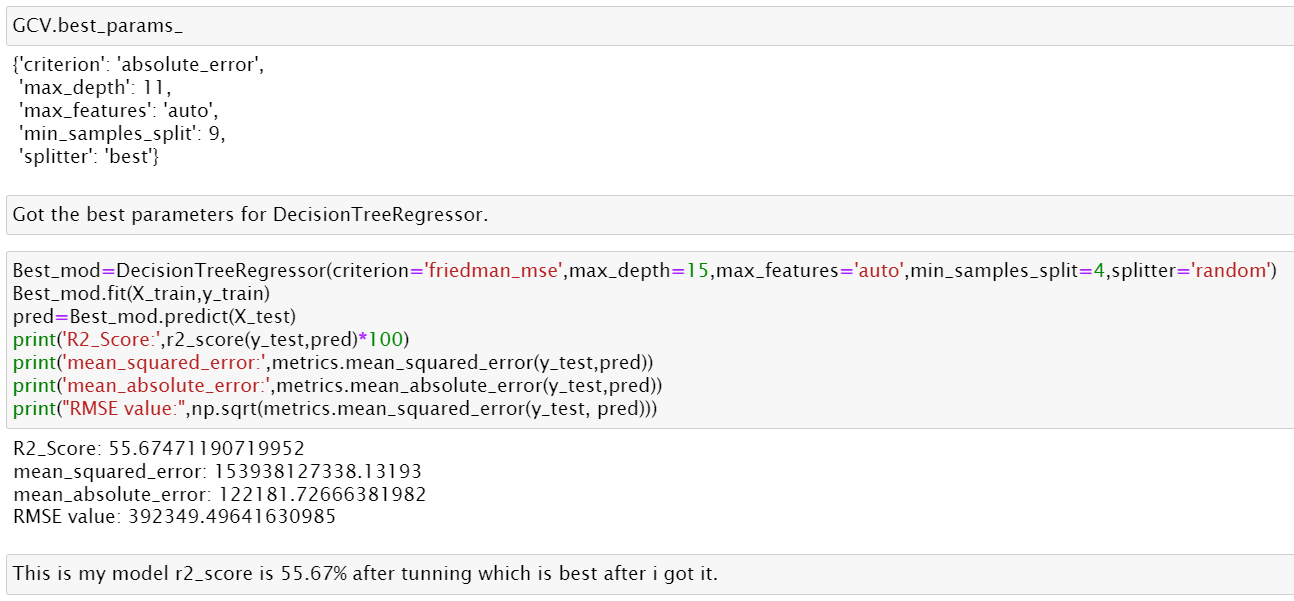 GCV.best_params_
{'criterion': 'absolute_error',
'max_depth': 11,
'max_features': 'auto',
'min_samples_split': 9,
'splitter': 'best'}
Got the best parameters for DecisionTreeRegressor.
Best_mod=DecisionTreeRegressor(criterion='friedman_mse',max_depth=15,max_features='auto',min_samples_split=4,splitter='random')
Best_mod.fit(X_train,y_train)
pred=Best_mod.predict(X_test)
print('R2_Score:',r2_score(y_test,pred)*100)
print('mean_squared_error:',metrics.mean_squared_error(y_test,pred))
print('mean_absolute_error:',metrics.mean_absolute_error(y_test,pred))
print("RMSE value:",np.sqrt(metrics.mean_squared_error(y_test, pred)))
R2_Score: 55.67471190719952
mean_squared_error: 153938127338.13193
mean_absolute_error: 122181.72666381982
RMSE value: 392349.49641630985
This is my model r2_score is 55.67% after tunning which is best after i got it.